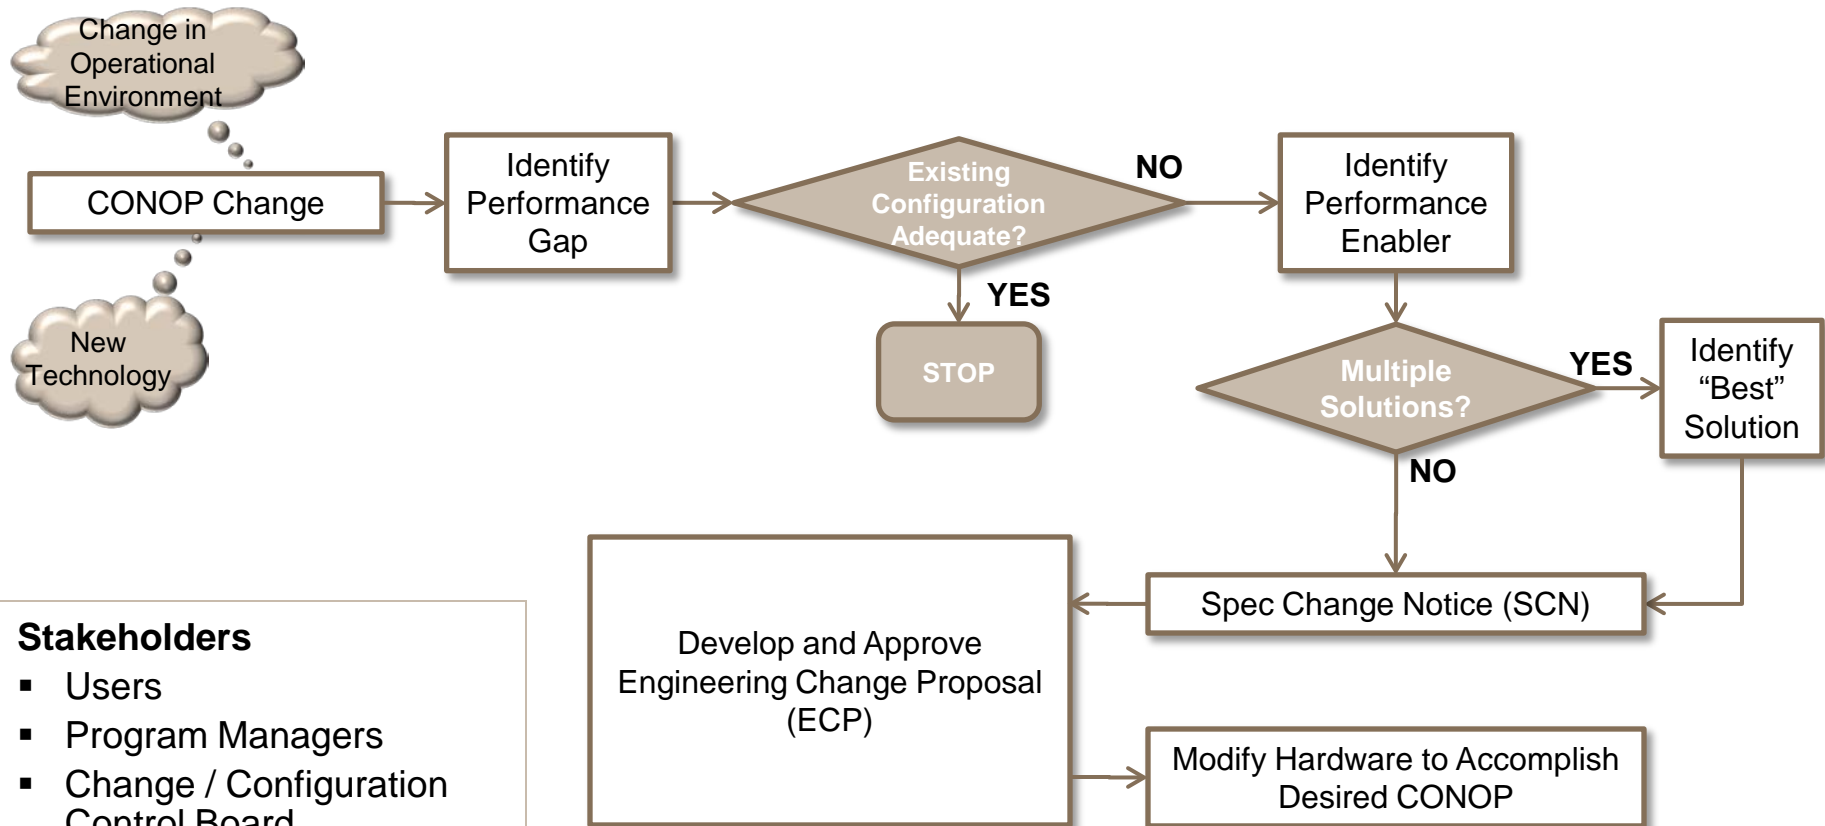 Change in
Operational
Environment
CONOP Change
New
Technology
Identify
Performance
Gap
Existing
Configuration
Adequate?
NO
YES
STOP
Identify
Performance
Enabler
Multiple
Solutions?
YES
NO
Identify
“Best”
Solution
Spec Change Notice (SCN)
Develop and Approve
Engineering Change Proposal
(ECP)
Modify Hardware to Accomplish
Desired CONOP
Stakeholders
▪ Users
▪ Program Managers
▪ Change / Configuration
Control Board